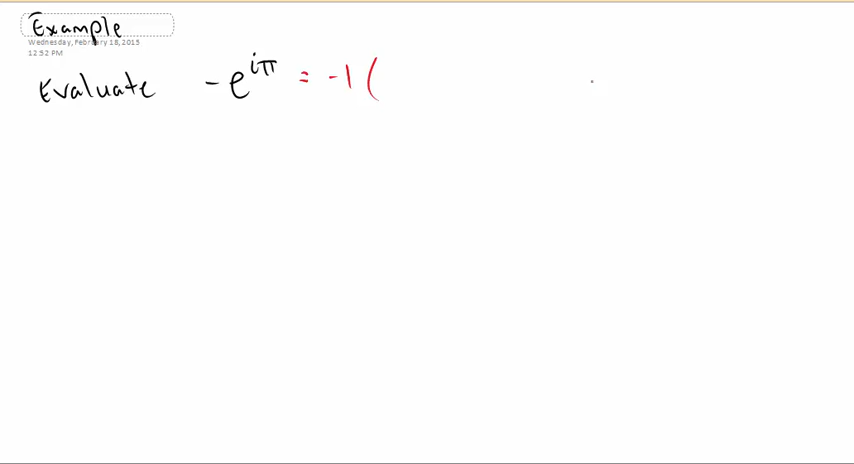 Example
Wednesday, February 18, 2015
12:52 PM
Evaluate -e^{iπ} = -1 (